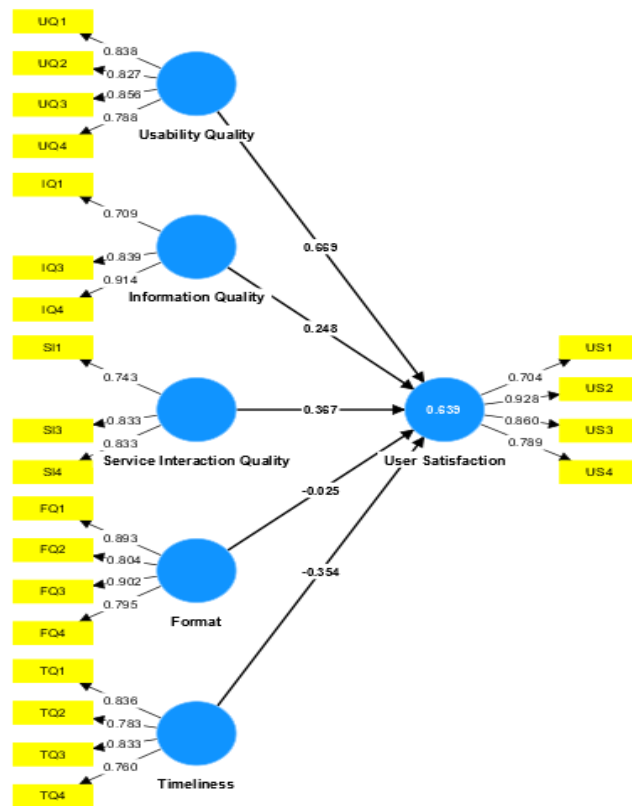 UQ1
0.838
UQ2
0.827
UQ3
0.856
0.788
UQ4
Usability Quality
IQ1
0.709
0.839
IQ3
0.914
IQ4
Information Quality
0.669
0.248
SI1
0.743
0.833
SI3
0.833
SI4
Service Interaction Quality
0.367
0.639
User Satisfaction
US1
0.704
US2
0.928
0.860
US3
0.789
US4
FQ1
0.893
FQ2
0.804
FQ3
0.902
0.795
FQ4
Format
-0.025
-0.354
TQ1
0.836
TQ2
0.783
TQ3
0.833
0.760
TQ4
Timeliness